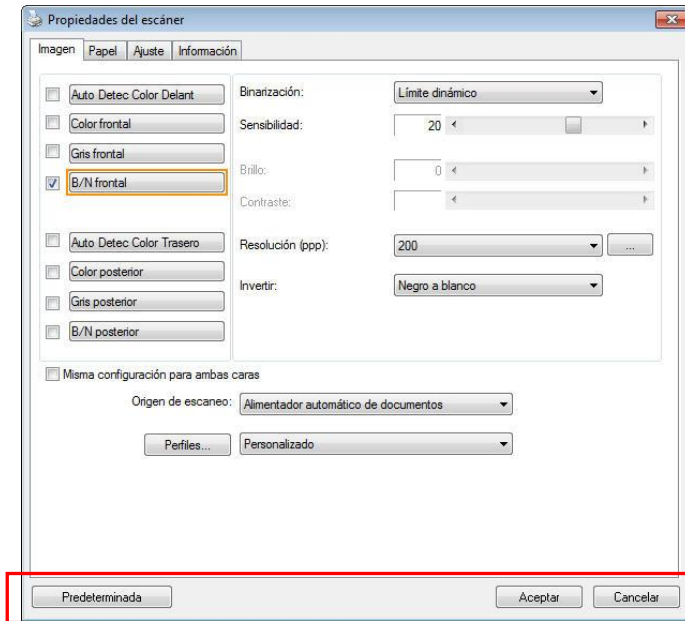 Propiedades del escáner
Imagen Papel Ajuste Información
Auto Detec Color Delant
Color frontal
Gris frontal
B/N frontal
Auto Detec Color Trasero
Color posterior
Gris posterior
B/N posterior
Binarización: Límite dinámico
Sensibilidad: 20
Brillo: 0
Contraste:
Resolución (ppp): 200 ...
Invertir: Negro a blanco
Misma configuración para ambas caras
Origen de escaneo: Alimentador automático de documentos
Perfiles... Personalizado
Predeterminada Aceptar Cancelar